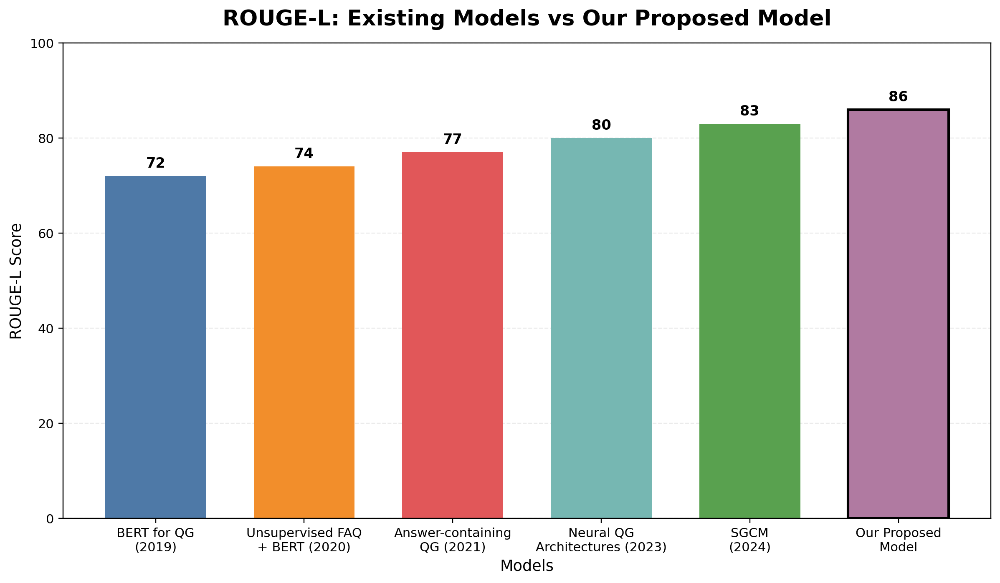 ROUGE-L: Existing Models vs Our Proposed Model
ROUGE-L Score
100
80
60
40
20
0
72
74
77
80
83
86
BERT for QG
(2019)
Unsupervised FAQ
+ BERT (2020)
Answer-containing
QG (2021)
Neural QG
Architectures (2023)
SGCM
(2024)
Our Proposed
Model
Models